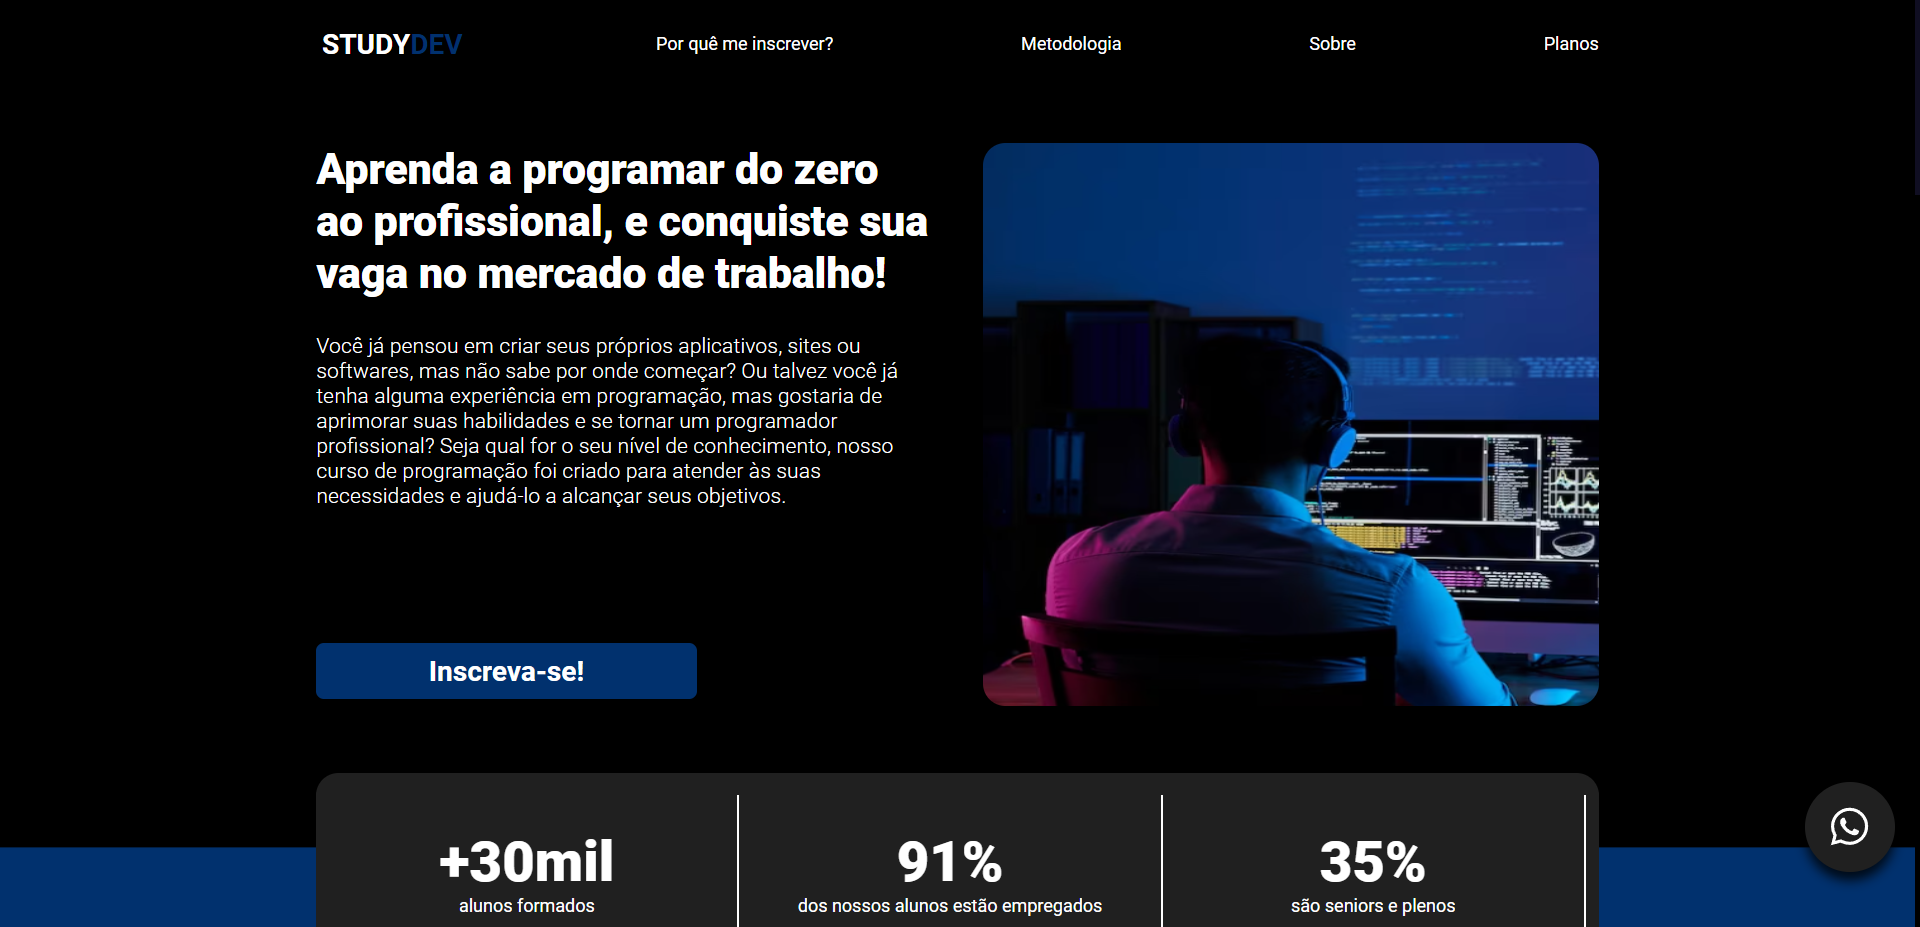 STUDYDEV
Por quê me inscrever?
Metodologia
Sobre
Planos
Aprenda a programar do zero
ao profissional, e conquiste sua
vaga no mercado de trabalho!
Você já pensou em criar seus próprios aplicativos, sites ou
softwares, mas não sabe por onde começar? Ou talvez você já
tenha alguma experiência em programação, mas gostaria de
aprimorar suas habilidades e se tornar um programador
profissional? Seja qual for o seu nível de conhecimento, nosso
curso de programação foi criado para atender às suas
necessidades e ajudá-lo a alcançar seus objetivos.
Inscreva-se!
+30mil
alunos formados
91%
dos nossos alunos estão empregados
35%
são seniors e plenos